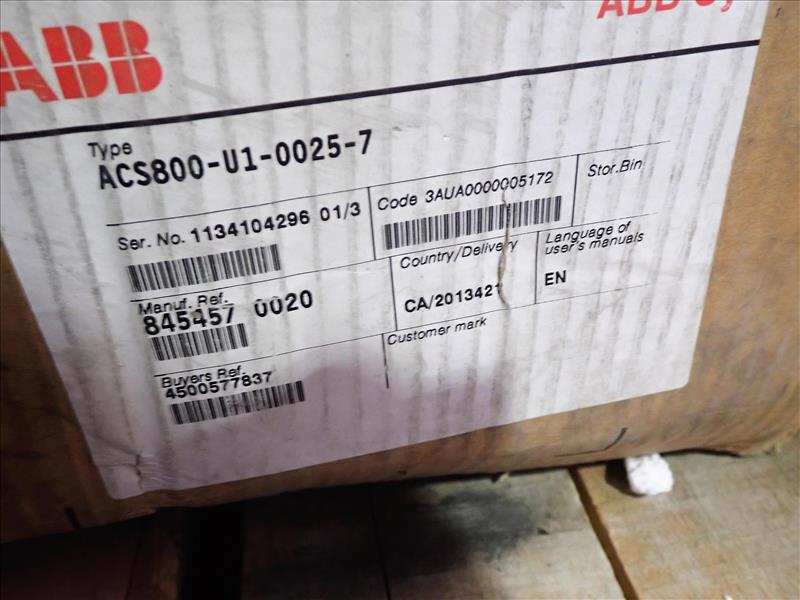 ABB
ABB
Type
ACS800-U1-0025-7
Ser. No. 1134104296 01/3
Code 3AUA0000005172
Stor.Bin
Manuf. Ref.
845457 0020
Country/Delivery
CA/2013421
Language of
user's manuals
EN
Buyers Ref.
4500577837
Customer mark